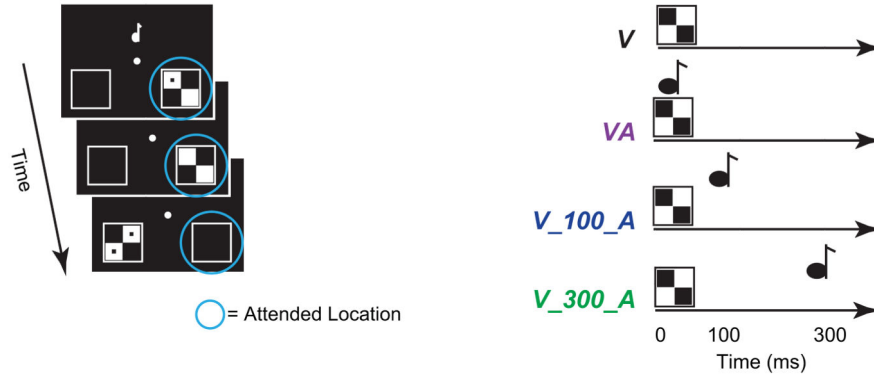 Time
= Attended Location
V
VA
V_100_A
V_300_A
0 100 300
Time (ms)